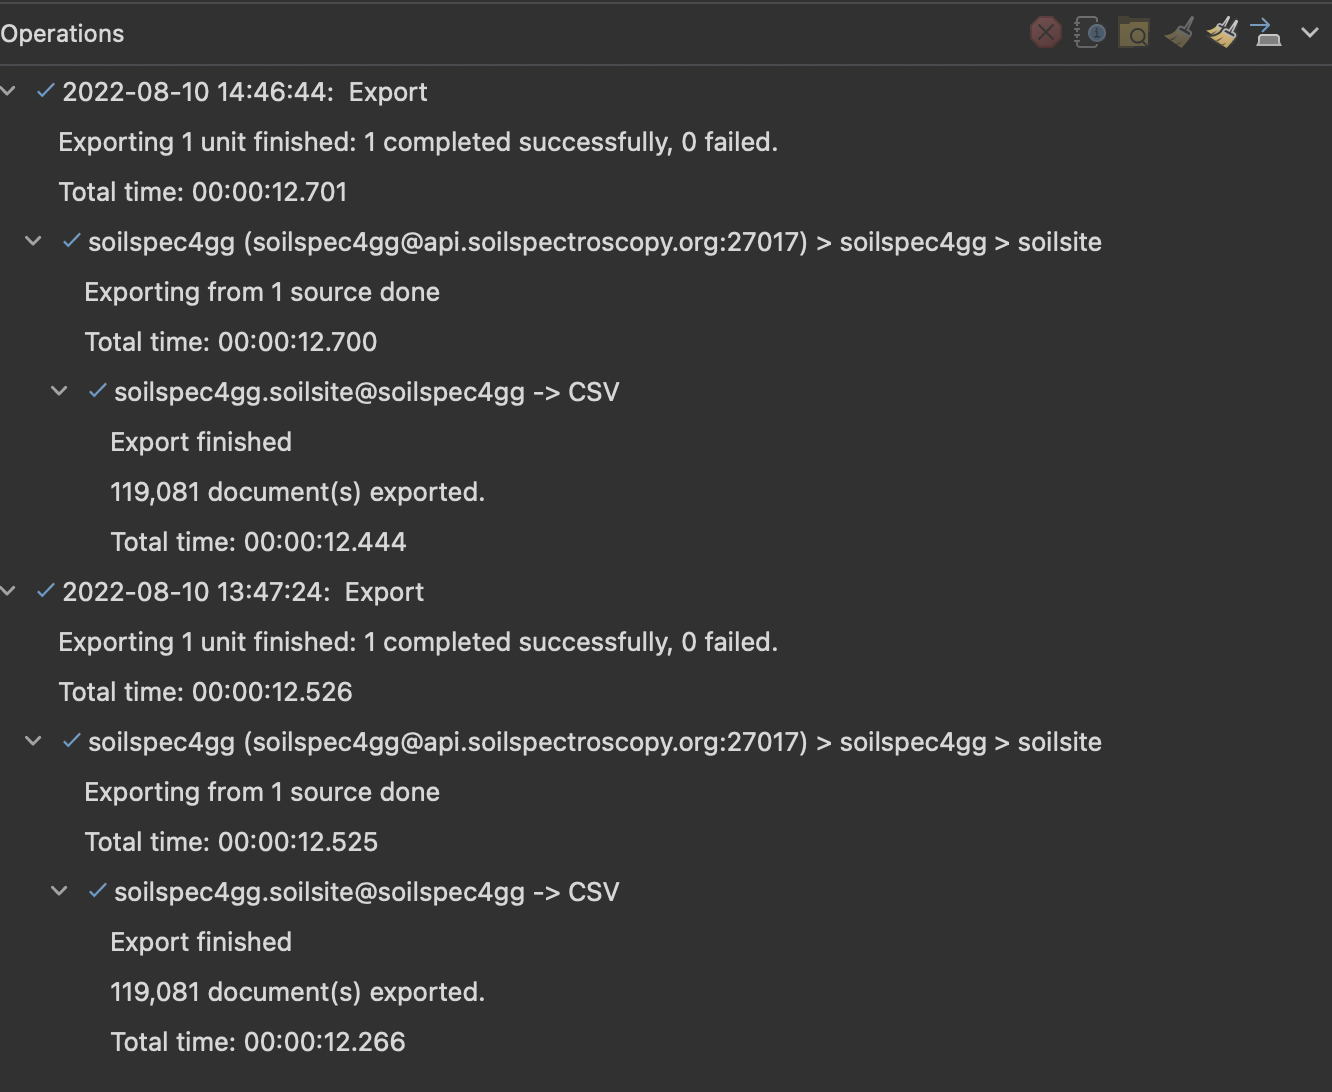 Operations
2022-08-10 14:46:44:  Export
Exporting 1 unit finished: 1 completed successfully, 0 failed.
Total time: 00:00:12.701
soilspec4gg (soilspec4gg@api.soilspectroscopy.org:27017) > soilspec4gg > soilsite
Exporting from 1 source done
Total time: 00:00:12.700
soilspec4gg.soilsite@soilspec4gg -> CSV
Export finished
119,081 document(s) exported.
Total time: 00:00:12.444
2022-08-10 13:47:24:  Export
Exporting 1 unit finished: 1 completed successfully, 0 failed.
Total time: 00:00:12.526
soilspec4gg (soilspec4gg@api.soilspectroscopy.org:27017) > soilspec4gg > soilsite
Exporting from 1 source done
Total time: 00:00:12.525
soilspec4gg.soilsite@soilspec4gg -> CSV
Export finished
119,081 document(s) exported.
Total time: 00:00:12.266